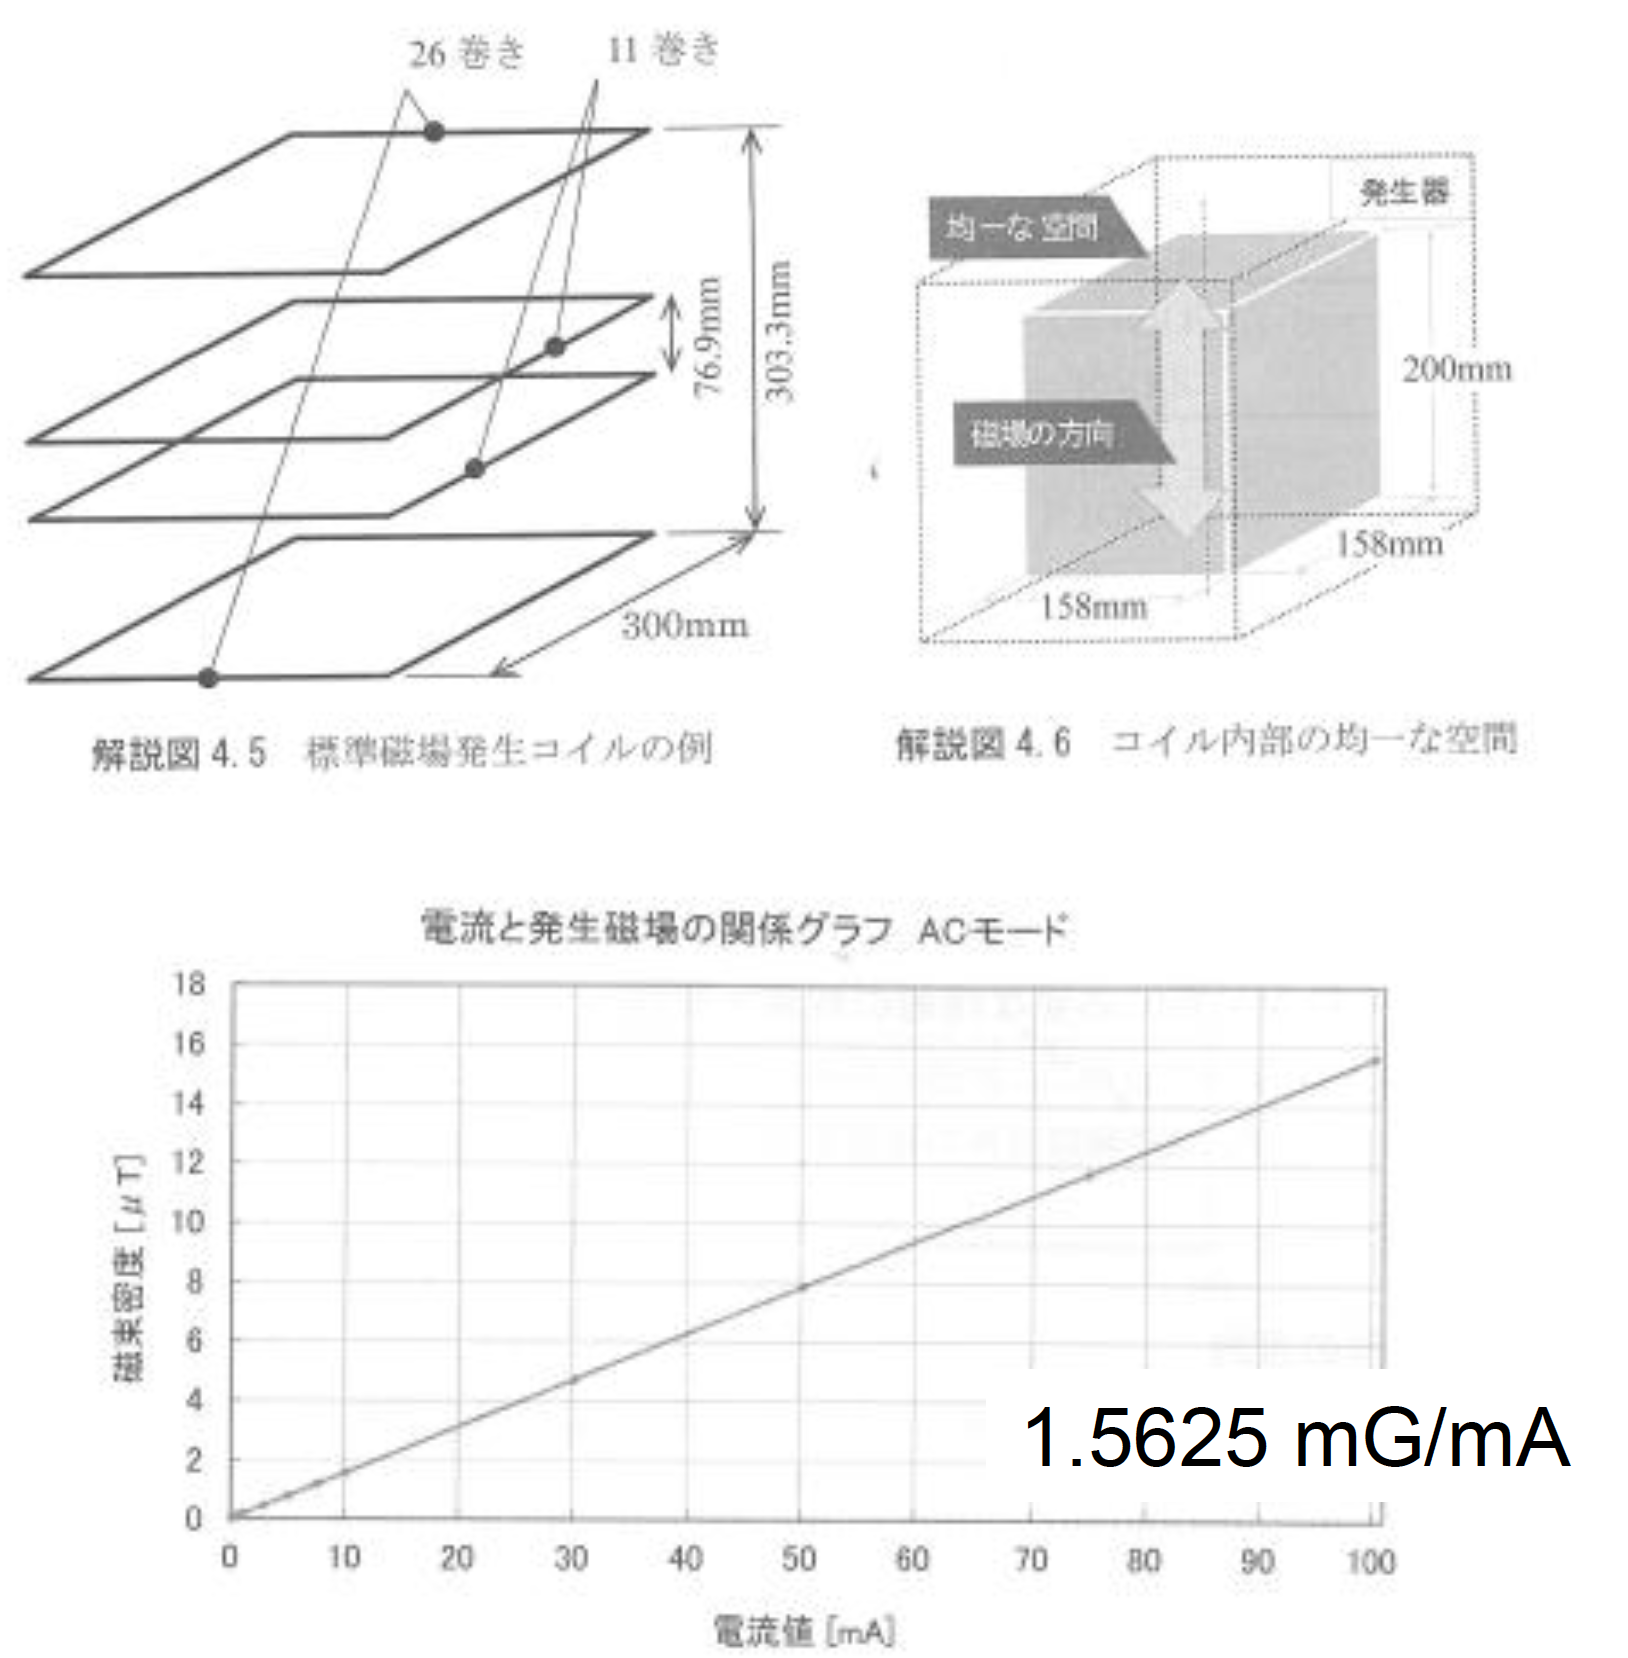 26 巻き
11 巻き
76.9mm
303.3mm
300mm
解説図 4.5 標準磁場発生コイルの例
発生器
均一な空間
磁場の方向
200mm
158mm
158mm
解説図 4.6 コイル内部の均一な空間
電流と発生磁場の関係グラフ ACモード
磁束密度 [μT]
18
16
14
12
10
8
6
4
2
0
1.5625 mG/mA
0 10 20 30 40 50 60 70 80 90 100
電流値 [mA]